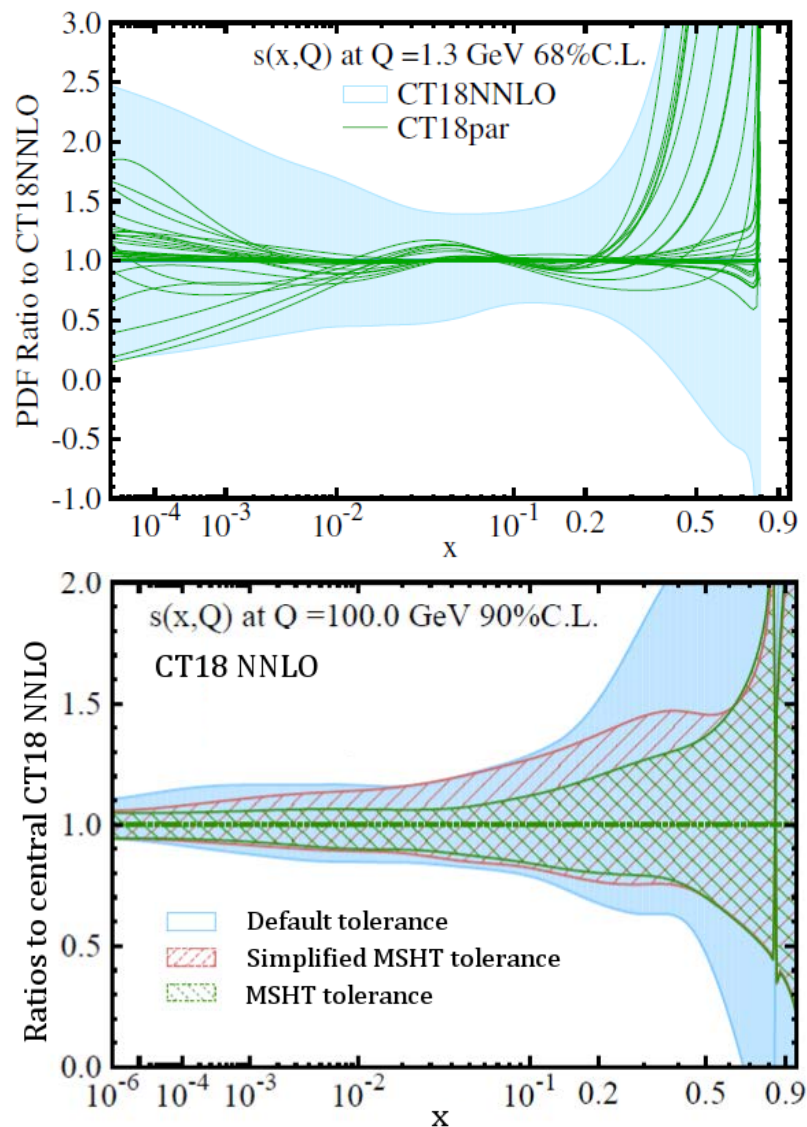 s(x,Q) at Q =1.3 GeV 68%C.L.
CT18NNLO
CT18par
PDF Ratio to CT18NNLO
3.0
2.5
2.0
1.5
1.0
0.5
0.0
-0.5
-1.0
10⁻⁴ 10⁻³ 10⁻² 10⁻¹ 0.2 0.5 0.9
x
s(x,Q) at Q =100.0 GeV 90%C.L.
CT18 NNLO
Ratios to central CT18 NNLO
2.0
1.5
1.0
0.5
0.0
Default tolerance
Simplified MSHT tolerance
MSHT tolerance
10⁻⁶ 10⁻⁴ 10⁻³ 10⁻² 10⁻¹ 0.2 0.5 0.9
x